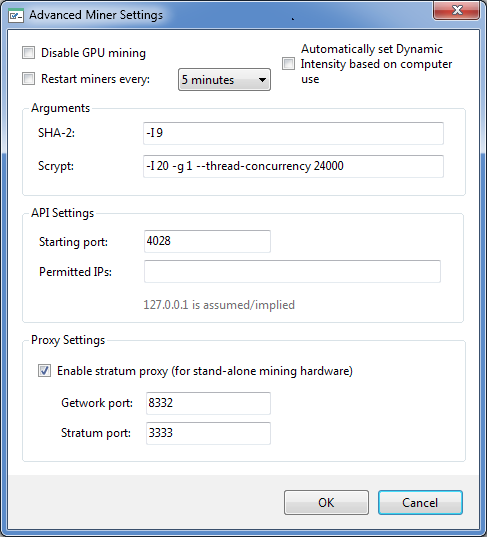 Advanced Miner Settings
Disable GPU mining
Automatically set Dynamic
Intensity based on computer
use
Restart miners every:
5 minutes
Arguments
SHA-2:
-I 9
Scrypt:
-I 20 -g 1 --thread-concurrency 24000
API Settings
Starting port:
4028
Permitted IPs:
127.0.0.1 is assumed/implied
Proxy Settings
Enable stratum proxy (for stand-alone mining hardware)
Getwork port:
8332
Stratum port:
3333
OK
Cancel